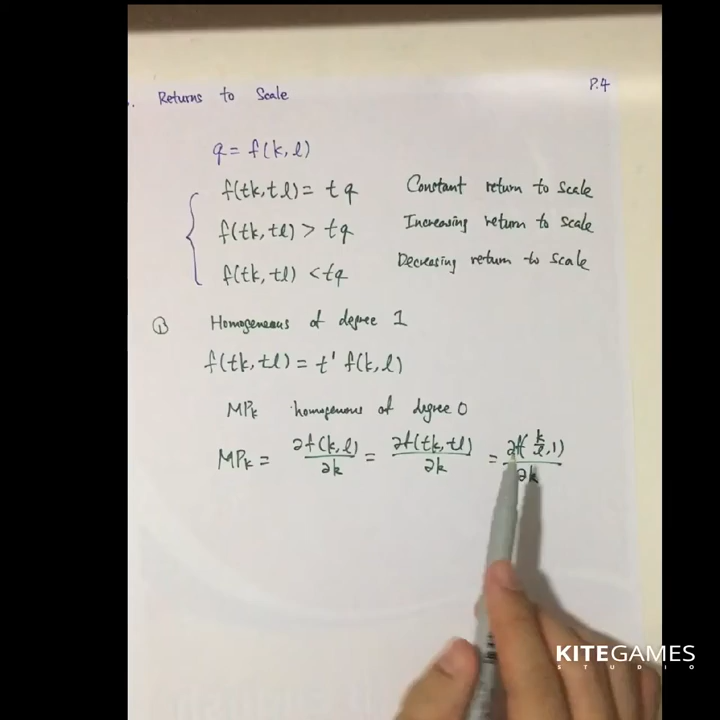 Returns to Scale P.4
q = f(k, l)
f(tk, tl) = tq Constant return to scale
f(tk, tl) > tq Increasing return to scale
f(tk, tl) < tq Decreasing return to scale
① Homogeneous of degree 1
f(tk, tl) = t¹ f(k, l)
MPk homogenous of degree 0
MPk = ∂f(k, l)/∂k = ∂f(tk, tl)/∂k = ∂f(k/l, 1)/∂k
KITEGAMES
STUDIO